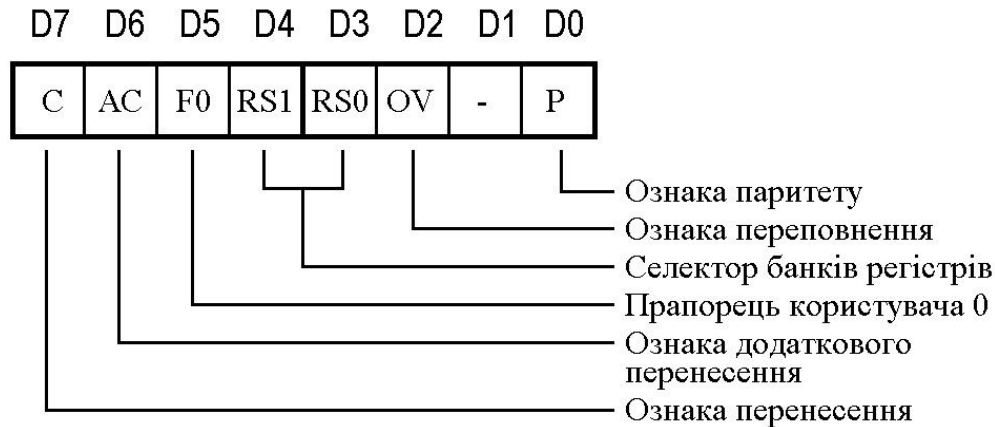 D7 D6 D5 D4 D3 D2 D1 D0
C AC F0 RS1 RS0 OV - P
Ознака паритету
Ознака переповнення
Селектор банків регістрів
Прапорець користувача 0
Ознака додаткового
перенесення
Ознака перенесення